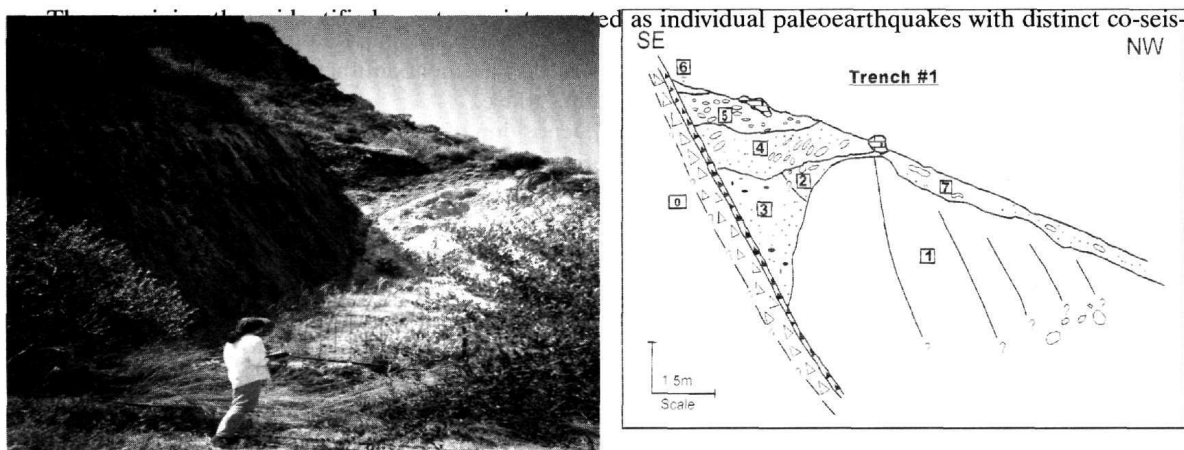 as individual paleoearthquakes with distinct co-seis-
SE
NW
Trench #1
6
5
4
2
3
0
7
1
?
?
?
?
?
1.5m
Scale